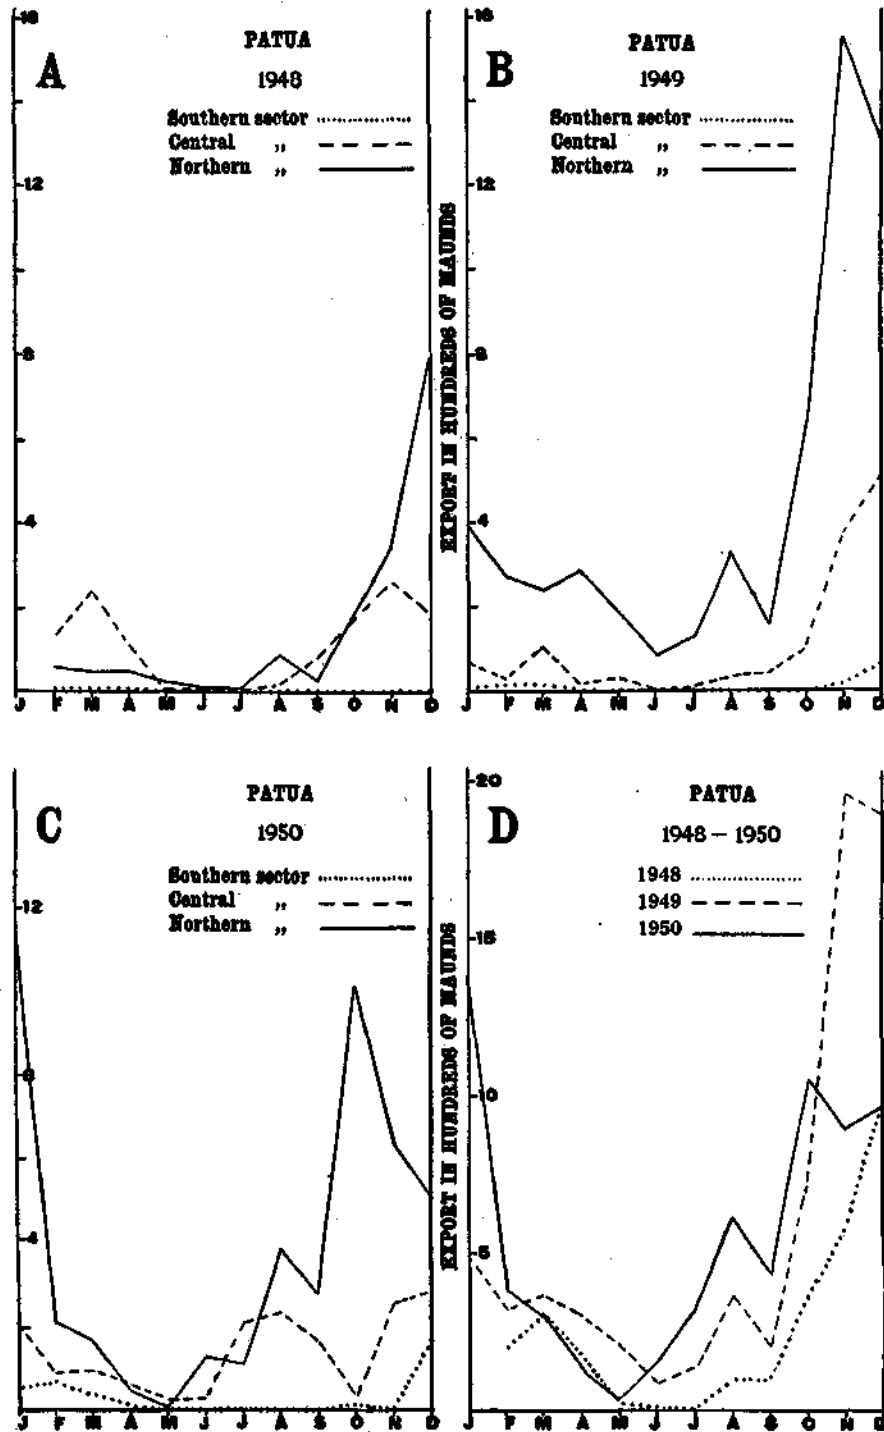 A
PATUA
1948
Southern sector
Central „
Northern „
16
12
8
4
J F M A M J J A S O N D
EXPORT IN HUNDREDS OF MAUNDS
B
PATUA
1949
Southern sector
Central „
Northern „
16
12
8
4
J F M A M J J A S O N D
C
PATUA
1950
Southern sector
Central „
Northern „
12
8
4
J F M A M J J A S O N D
EXPORT IN HUNDREDS OF MAUNDS
D
PATUA
1948 – 1950
1948
1949
1950
20
15
10
5
J F M A M J J A S O N D